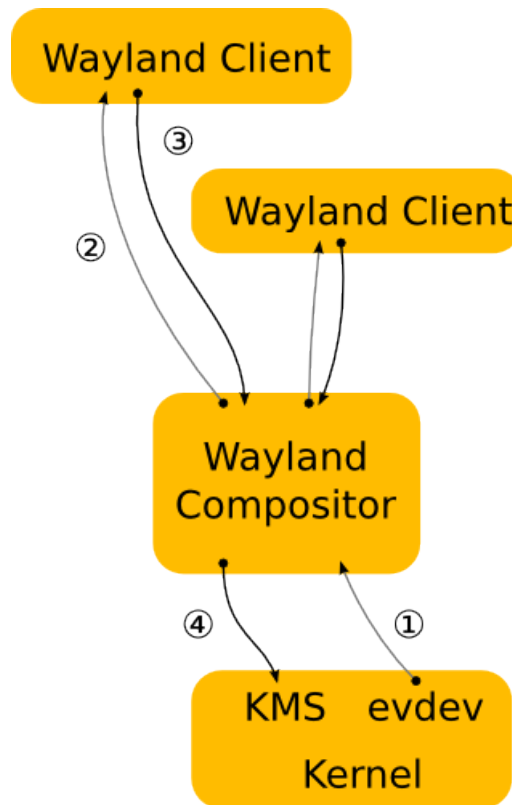 Wayland Client
③
Wayland Client
②
Wayland
Compositor
④
①
KMS evdev
Kernel